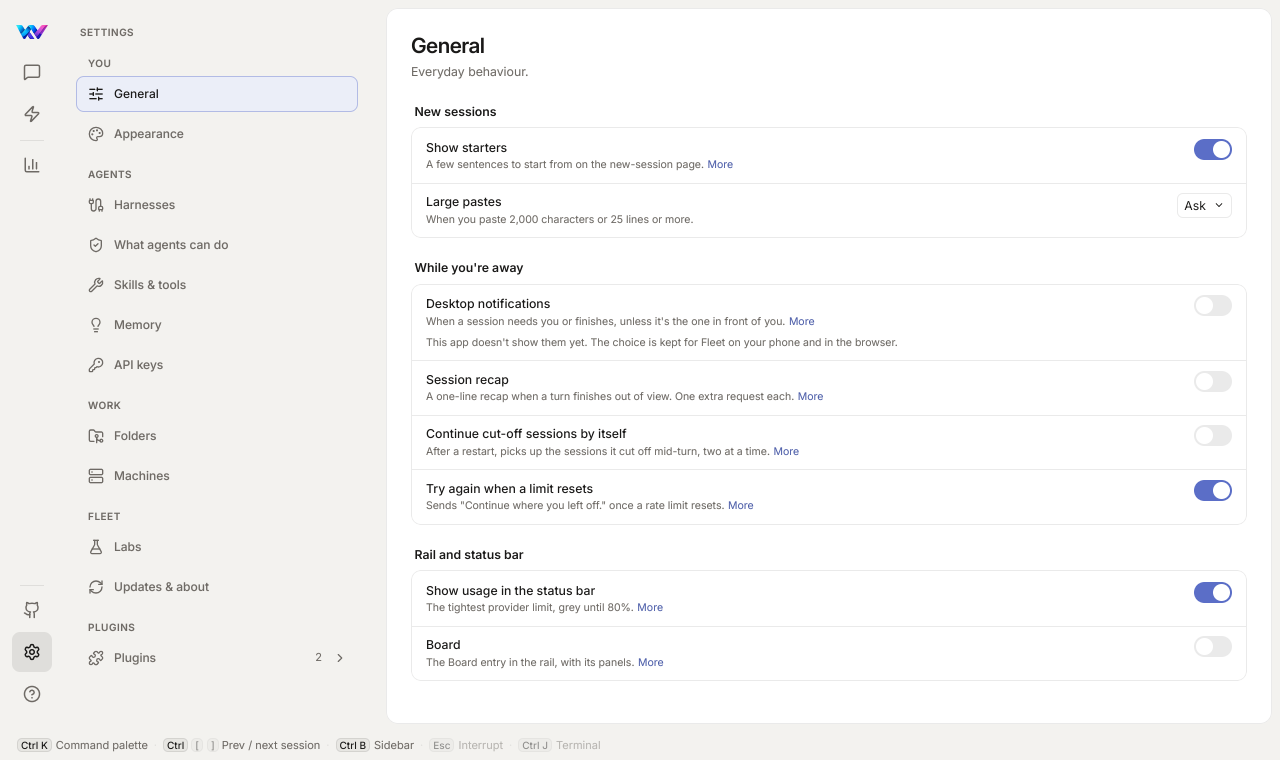 SETTINGS
YOU
General
Appearance
AGENTS
Harnesses
What agents can do
Skills & tools
Memory
API keys
WORK
Folders
Machines
FLEET
Labs
Updates & about
PLUGINS
Plugins 2
General
Everyday behaviour.
New sessions
Show starters
A few sentences to start from on the new-session page. More
Large pastes
When you paste 2,000 characters or 25 lines or more.
Ask
While you're away
Desktop notifications
When a session needs you or finishes, unless it's the one in front of you. More
This app doesn't show them yet. The choice is kept for Fleet on your phone and in the browser.
Session recap
A one-line recap when a turn finishes out of view. One extra request each. More
Continue cut-off sessions by itself
After a restart, picks up the sessions it cut off mid-turn, two at a time. More
Try again when a limit resets
Sends "Continue where you left off." once a rate limit resets. More
Rail and status bar
Show usage in the status bar
The tightest provider limit, grey until 80%. More
Board
The Board entry in the rail, with its panels. More
Ctrl K Command palette · Ctrl [ ] Prev / next session · Ctrl B Sidebar · Esc Interrupt · Ctrl J Terminal